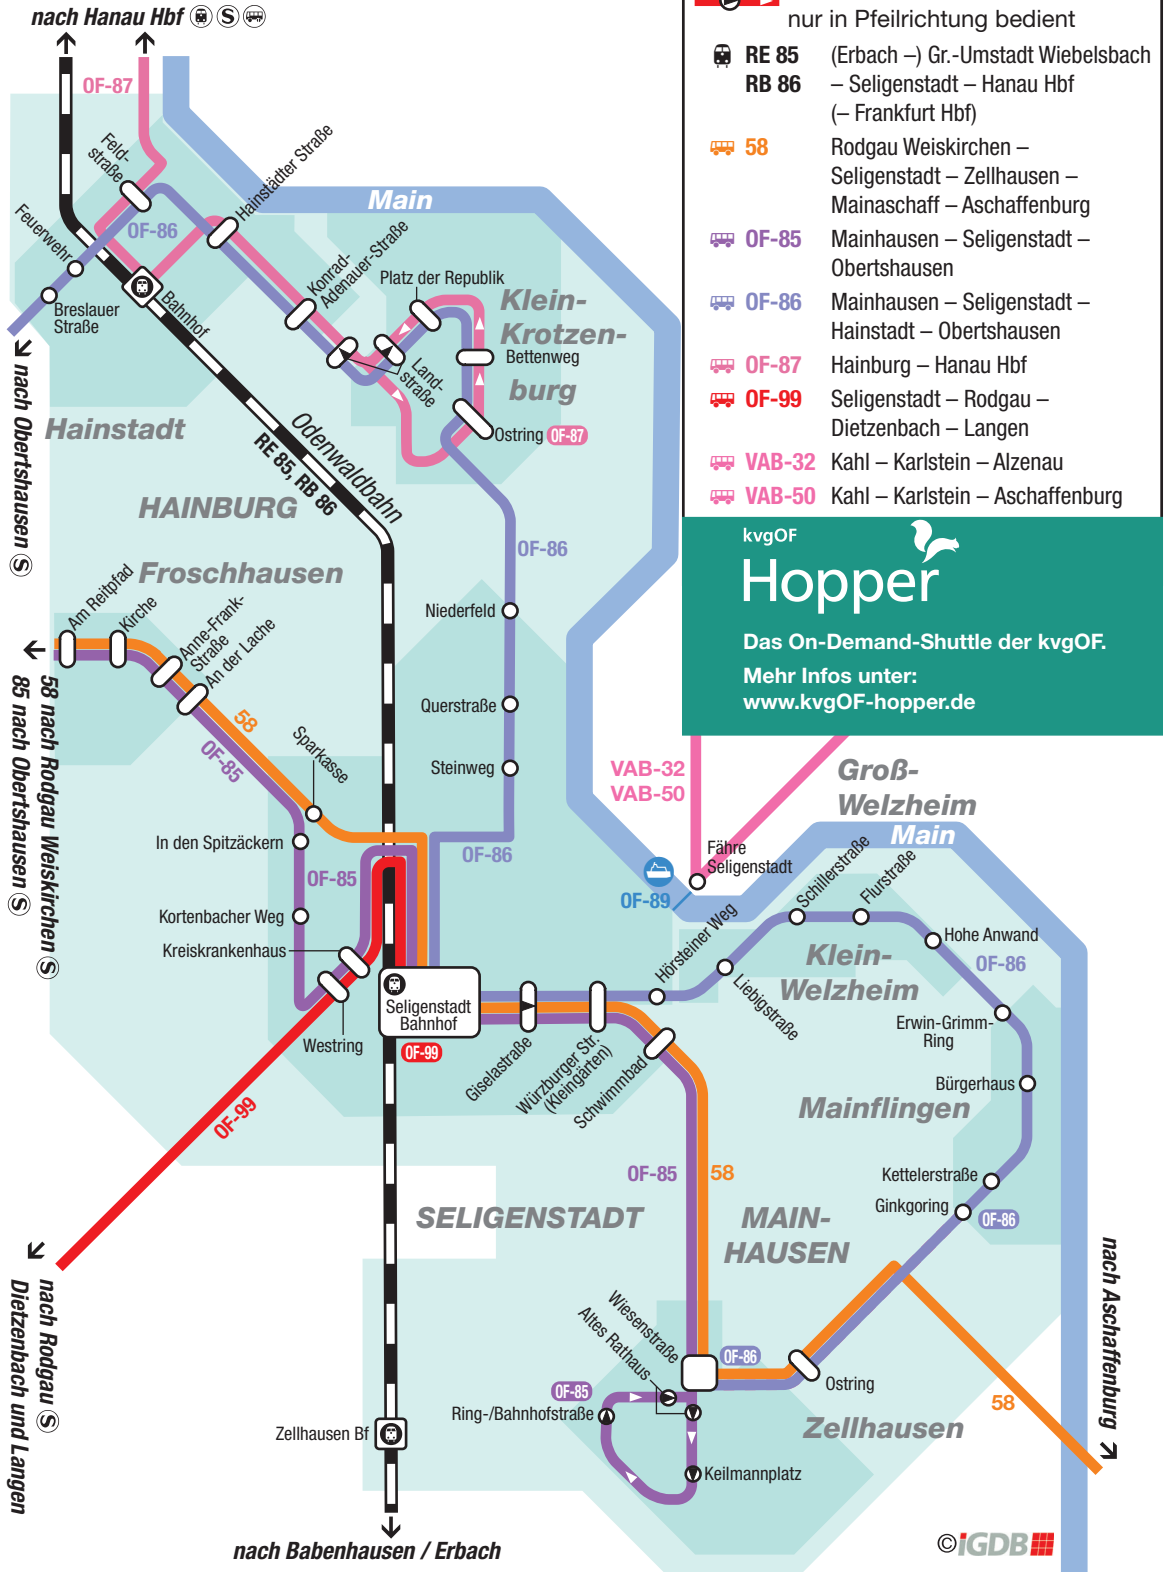 nach Hanau Hbf S
nur in Pfeilrichtung bedient
RE 85 (Erbach –) Gr.-Umstadt Wiebelsbach
RB 86 – Seligenstadt – Hanau Hbf
(– Frankfurt Hbf)
58 Rodgau Weiskirchen –
Seligenstadt – Zellhausen –
Mainaschaff – Aschaffenburg
OF-85 Mainhausen – Seligenstadt –
Obertshausen
OF-86 Mainhausen – Seligenstadt –
Hainstadt – Obertshausen
OF-87 Hainburg – Hanau Hbf
OF-99 Seligenstadt – Rodgau –
Dietzenbach – Langen
VAB-32 Kahl – Karlstein – Alzenau
VAB-50 Kahl – Karlstein – Aschaffenburg
kvgOF
Hopper
Das On-Demand-Shuttle der kvgOF.
Mehr Infos unter:
www.kvgOF-hopper.de
OF-87
Feld-
straße
Hainstädter Straße
Main
Feuerwehr
OF-86
Konrad-
Adenauer-Straße
Platz der Republik
Klein-
Krotzen-
burg
Breslauer
Straße
Bahnhof
Bettenweg
Land-
straße
Ostring OF-87
nach Obertshausen S
Hainstadt
Odenwaldbahn
RE 85, RB 86
HAINBURG
OF-86
Froschhausen
Am Reitpfad
Kirche
Anne-Frank-
Straße
An der Lache
Niederfeld
58 nach Rodgau Weiskirchen S
85 nach Obertshausen S
58
OF-85
Sparkasse
Querstraße
Steinweg
VAB-32
VAB-50
Groß-
Welzheim
Main
In den Spitzäckern
OF-86
OF-85
Fähre
Seligenstadt
OF-89
Schillerstraße
Flurstraße
Kortenbacher Weg
Kreiskrankenhaus
Hörsteiner Weg
Hohe Anwand
OF-86
Klein-
Welzheim
Liebigstraße
Seligenstadt
Bahnhof
OF-99
Westring
Giselastraße
Würzburger Str.
(Kleingärten)
Schwimmbad
Erwin-Grimm-
Ring
Bürgerhaus
Mainflingen
OF-99
OF-85
58
Kettelerstraße
Ginkgoring
OF-86
SELIGENSTADT
MAIN-
HAUSEN
nach Rodgau S
Dietzenbach und Langen
nach Aschaffenburg
Wiesenstraße
Altes Rathaus
OF-86
OF-85
Ostring
58
Ring-/Bahnhofstraße
Zellhausen
Zellhausen Bf
Keilmannplatz
nach Babenhausen / Erbach
© iGDB